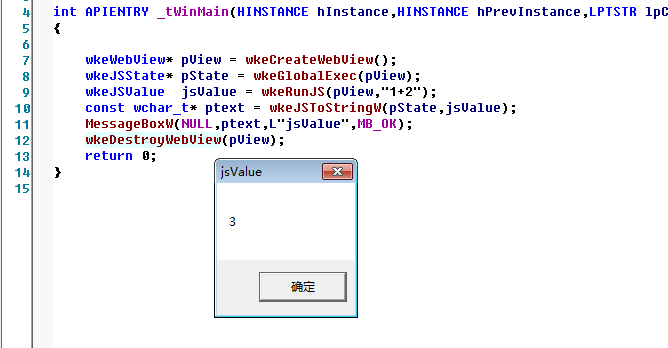 4 int APIENTRY _tWinMain(HINSTANCE hInstance,HINSTANCE hPrevInstance,LPTSTR lpC
5 {
6
7 wkeWebView* pView = wkeCreateWebView();
8 wkeJSState* pState = wkeGlobalExec(pView);
9 wkeJSValue jsValue = wkeRunJS(pView,"1+2");
10 const wchar_t* ptext = wkeJSToStringW(pState,jsValue);
11 MessageBoxW(NULL,ptext,L"jsValue",MB_OK);
12 wkeDestroyWebView(pView);
13 return 0;
14 }
15
jsValue
3
确定